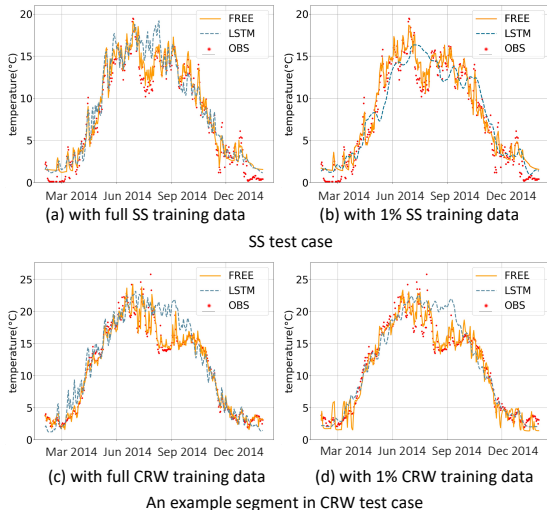 20
15
10
5
0
temperature(°C)
FREE
LSTM
OBS
Mar 2014 Jun 2014 Sep 2014 Dec 2014
(a) with full SS training data
20
15
10
5
0
temperature(°C)
FREE
LSTM
OBS
Mar 2014 Jun 2014 Sep 2014 Dec 2014
(b) with 1% SS training data
SS test case
25
20
15
10
5
0
temperature(°C)
FREE
LSTM
OBS
Mar 2014 Jun 2014 Sep 2014 Dec 2014
(c) with full CRW training data
25
20
15
10
5
0
temperature(°C)
FREE
LSTM
OBS
Mar 2014 Jun 2014 Sep 2014 Dec 2014
(d) with 1% CRW training data
An example segment in CRW test case